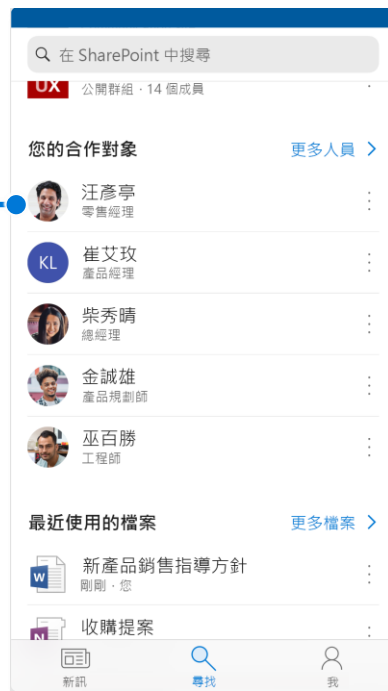 在 SharePoint 中搜尋
UX
公開群組 · 14 個成員
您的合作對象
更多人員
汪彥亭
零售經理
KL
崔艾玫
產品經理
柴秀晴
總經理
金誠雄
產品規劃師
巫百勝
工程師
最近使用的檔案
更多檔案
W
新產品銷售指導方針
剛剛 · 您
N
收購提案
新訊
尋找
我